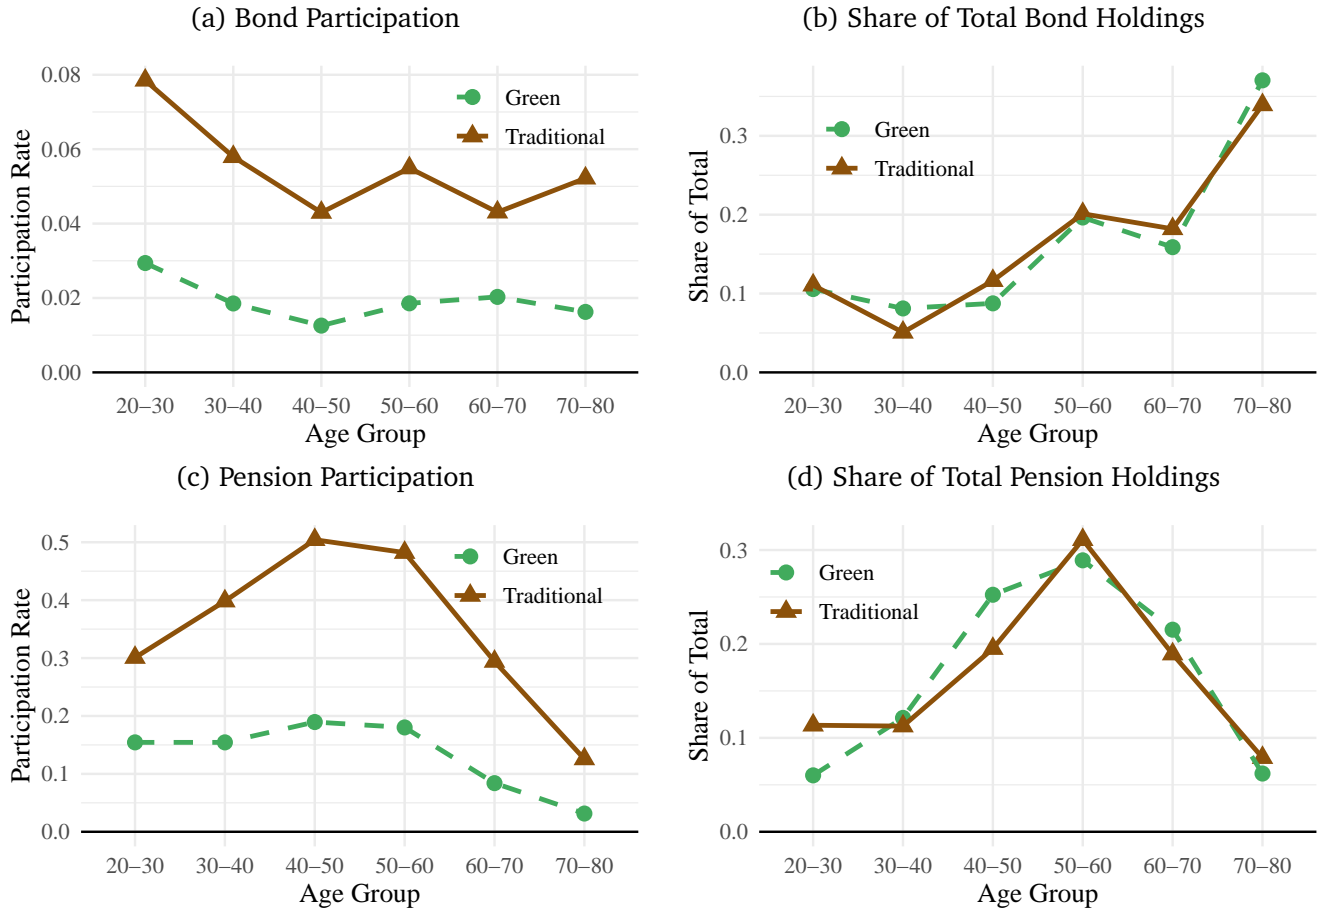 (a) Bond Participation
0.08
0.06
0.04
0.02
0.00
Participation Rate
Green
Traditional
20–30 30–40 40–50 50–60 60–70 70–80
Age Group
(b) Share of Total Bond Holdings
0.3
0.2
0.1
0.0
Share of Total
Green
Traditional
20–30 30–40 40–50 50–60 60–70 70–80
Age Group
(c) Pension Participation
0.5
0.4
0.3
0.2
0.1
0.0
Participation Rate
Green
Traditional
20–30 30–40 40–50 50–60 60–70 70–80
Age Group
(d) Share of Total Pension Holdings
0.3
0.2
0.1
0.0
Share of Total
Green
Traditional
20–30 30–40 40–50 50–60 60–70 70–80
Age Group